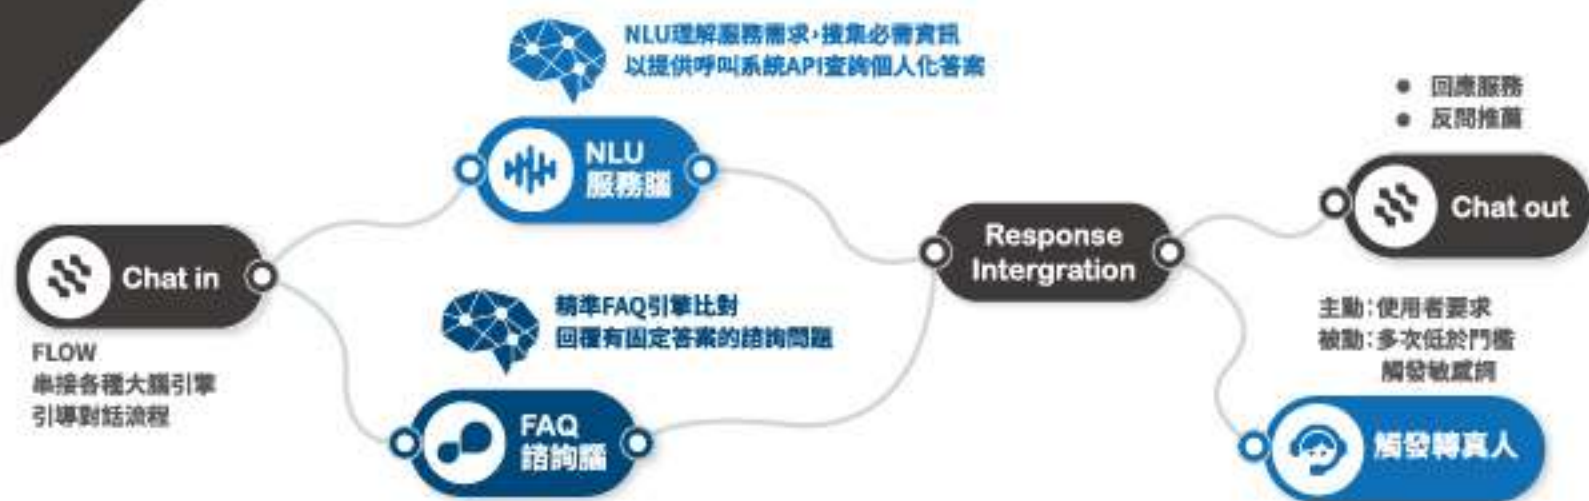 NLU理解服務需求,搜集必需資訊
以提供呼叫系統API查詢個人化答案
NLU
服務腦
Chat in
FLOW
串接各種大腦引擎
引導對話流程
精準FAQ引擎比對
回覆有固定答案的諮詢問題
FAQ
諮詢腦
Response
Intergration
● 回應服務
● 反問推薦
Chat out
主動:使用者要求
被動:多次低於門檻
觸發敏感詞
觸發轉真人